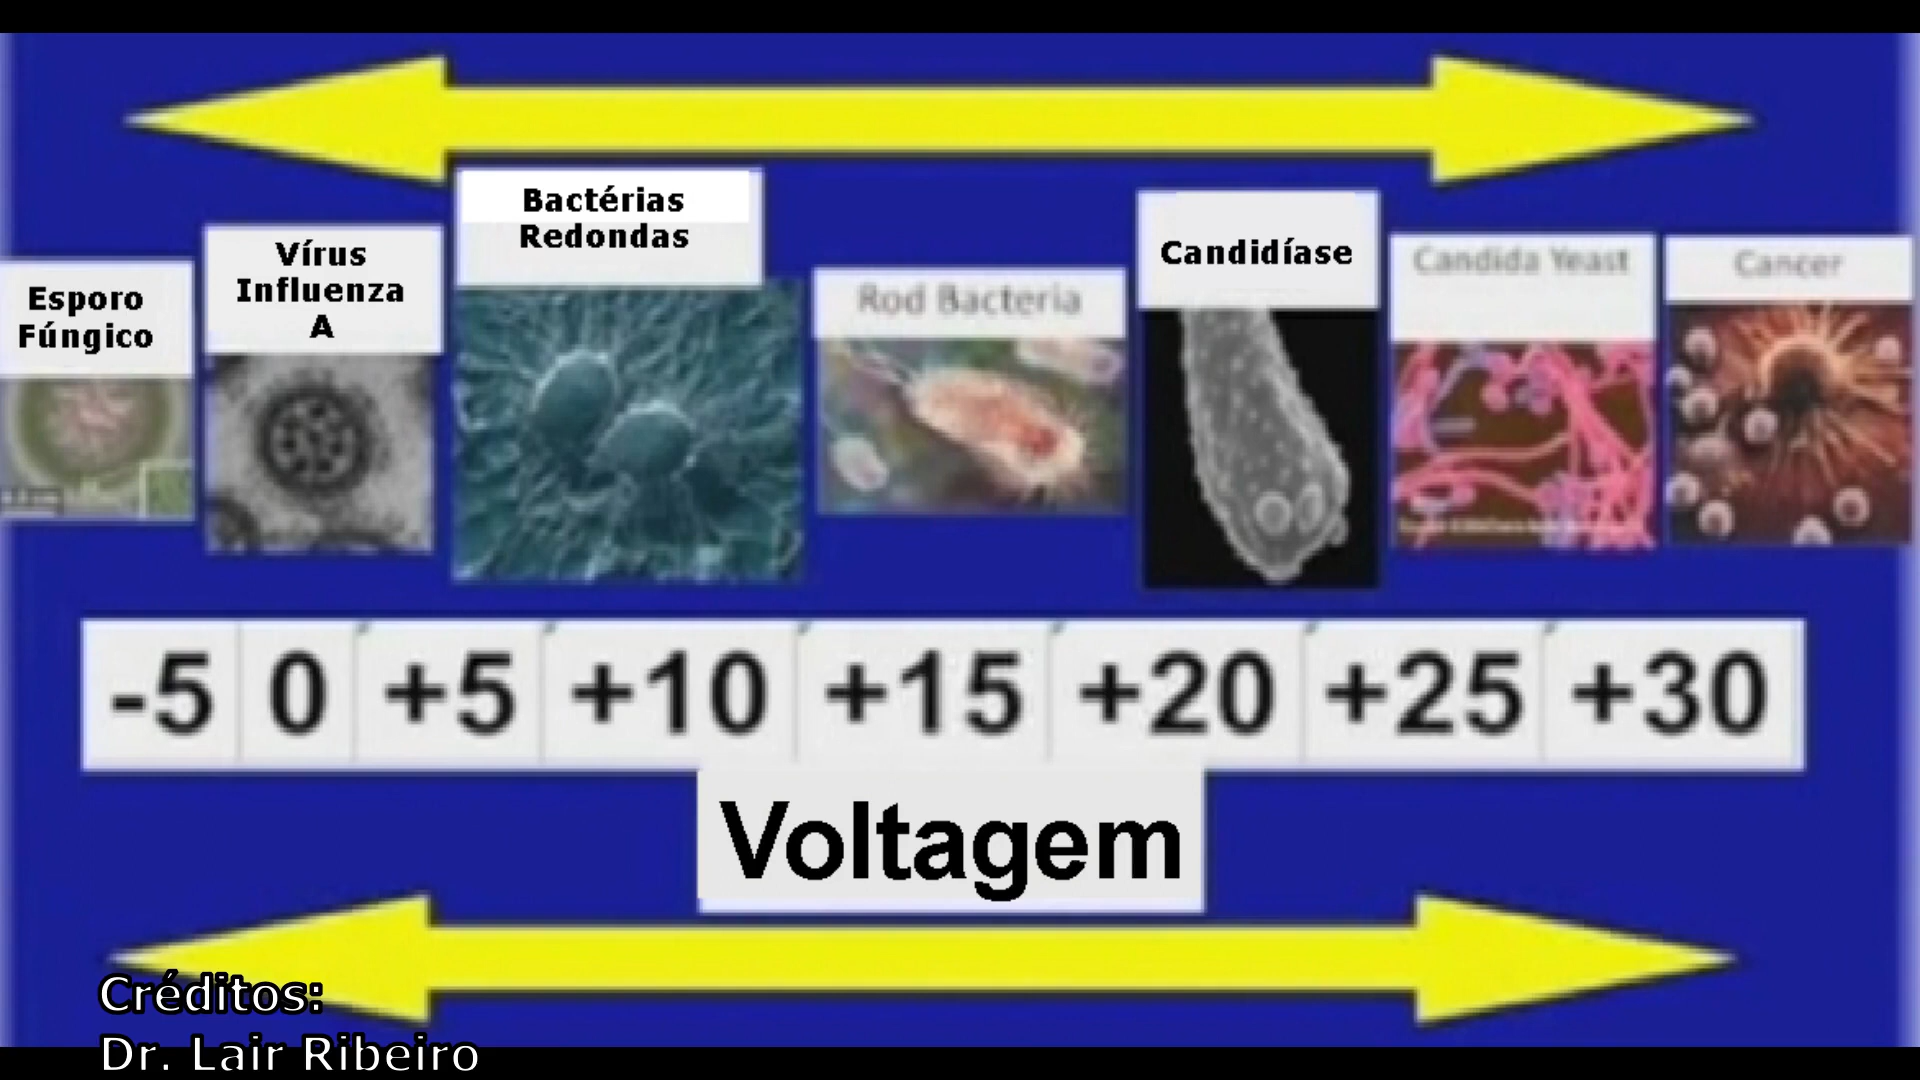 Bactérias
Redondas
Vírus
Influenza
A
Candidíase
Candida Yeast
Cancer
Esporo
Fúngico
Rod Bacteria
-5 0 +5 +10 +15 +20 +25 +30
Voltagem
Créditos:
Dr. Lair Ribeiro